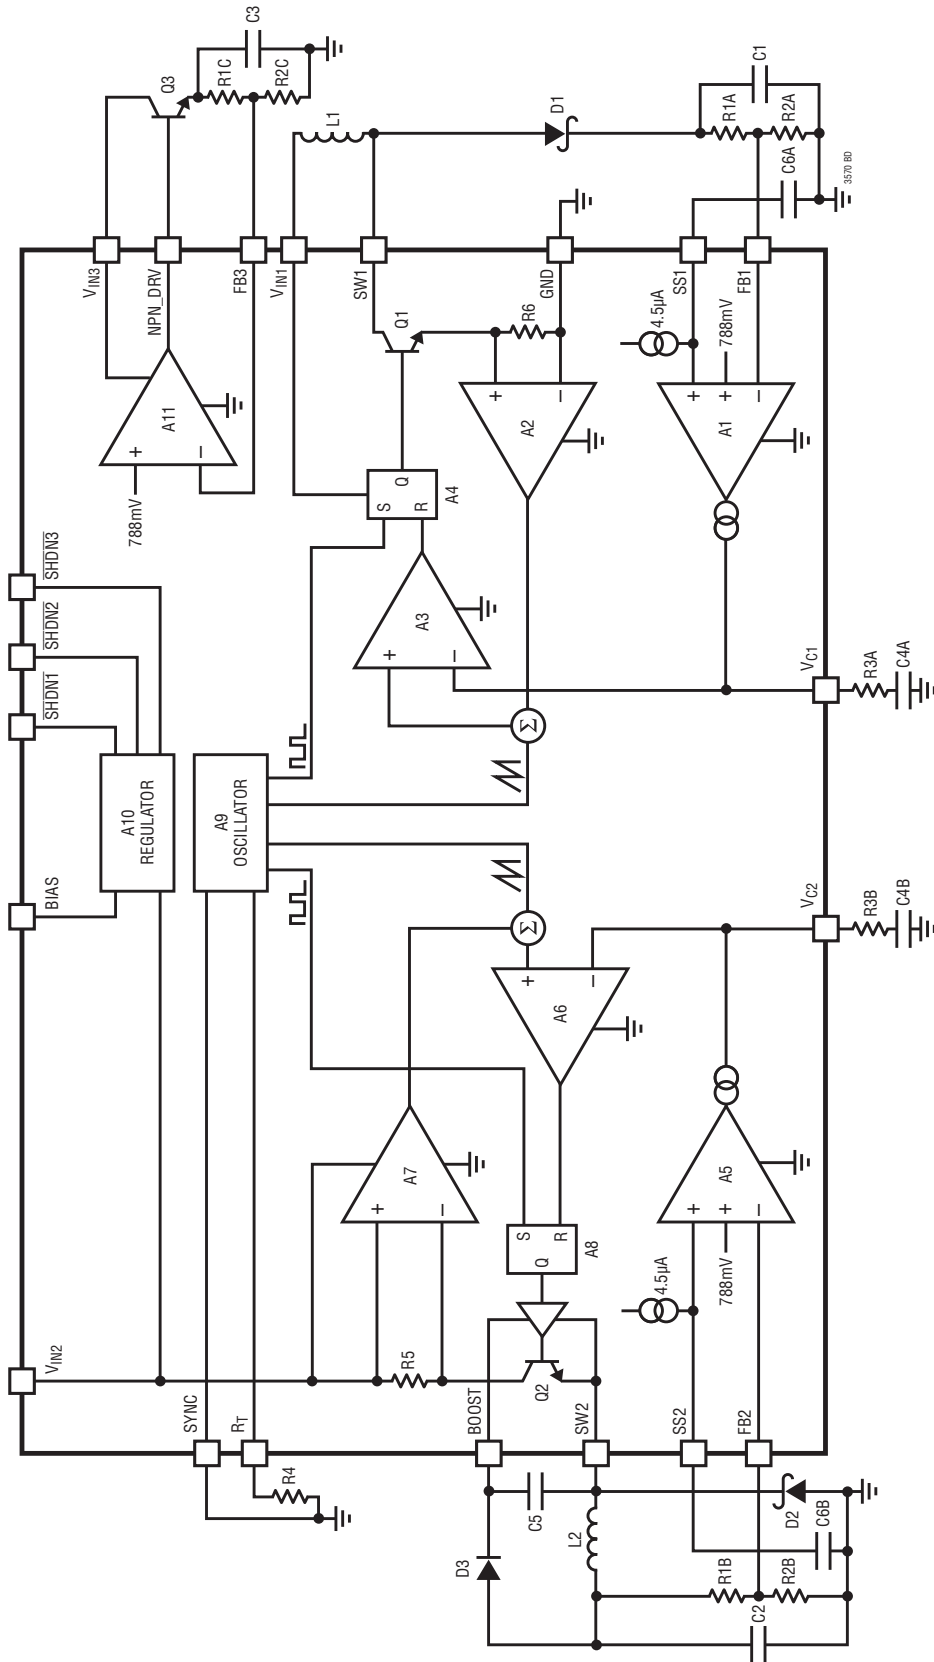 V_IN2
BIAS
SHDN1
SHDN2
SHDN3
SYNC
A10
REGULATOR
788mV
+
−
A11
V_IN3
NPN_DRV
FB3
Q3
R1C
R2C
C3
R_T
R4
A9
OSCILLATOR
V_IN1
L1
SW1
A7
+
−
R5
S
Q
R
A4
Q1
A3
+
−
D3
BOOST
C5
SW2
L2
Q2
Q
S
R
A8
A6
+
−
Σ
Σ
A2
+
−
R6
GND
D1
4.5µA
SS2
FB2
788mV
+
+
−
A5
4.5µA
SS1
FB1
788mV
+
+
−
A1
R1B
R2B
C2
C6B
D2
V_C2
R3B
C4B
V_C1
R3A
C4A
C6A
R1A
R2A
C1
3570 BD